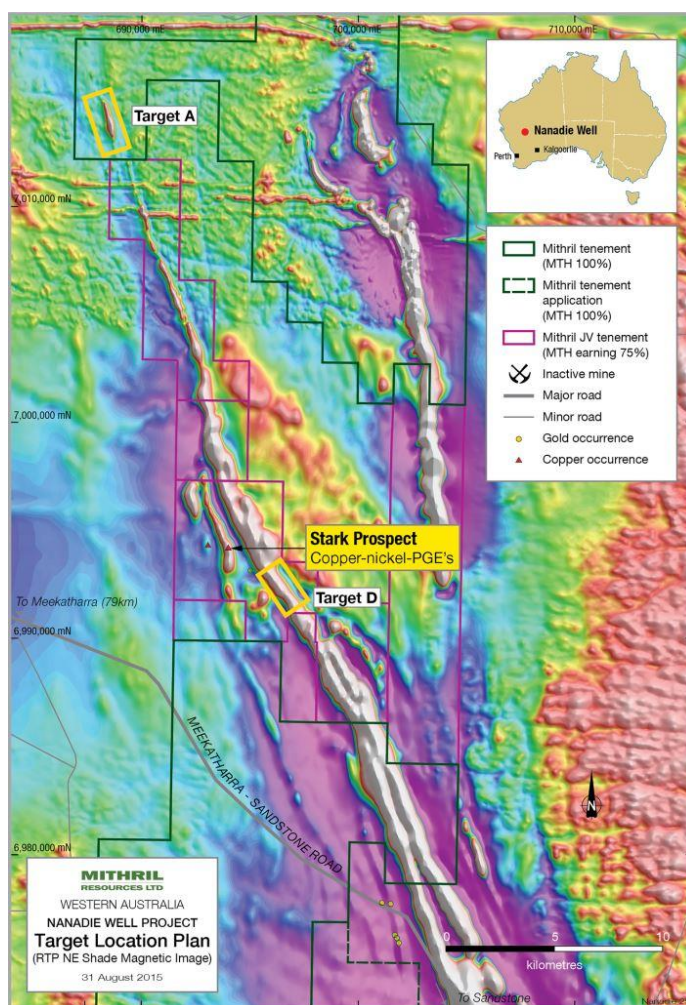 690,000 mE
700,000 mE
710,000 mE
Target A
Nanadie Well
Perth
Kalgoorlie
7,010,000 mN
Mithril tenement
(MTH 100%)
Mithril tenement
application
(MTH 100%)
Mithril JV tenement
(MTH earning 75%)
Inactive mine
Major road
Minor road
Gold occurrence
Copper occurrence
7,000,000 mN
Stark Prospect
Copper-nickel-PGE's
To Meekatharra (79km)
Target D
6,990,000 mN
MEEKATHARRA - SANDSTONE ROAD
N
6,980,000 mN
MITHRIL
RESOURCES LTD
WESTERN AUSTRALIA
NANADIE WELL PROJECT
Target Location Plan
(RTP NE Shade Magnetic Image)
31 August 2015
0 5 10
kilometres
To Sandstone